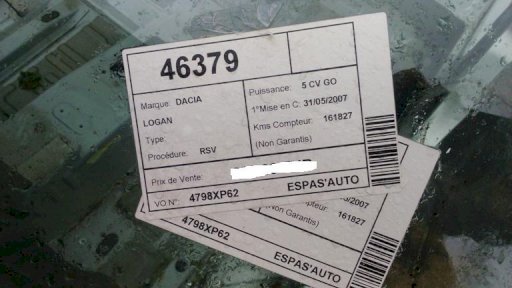 46379
Marque: DACIA
LOGAN
Type:
Procédure: RSV
Puissance: 5 CV GO
1°Mise en C: 31/05/2007
Kms Compteur: 161827
(Non Garantis)
Prix de Vente:
VO N°: 4798XP62 ESPAS'AUTO
/2007
161827
(Non Garantis)
4798XP62
ESPAS'AUTO